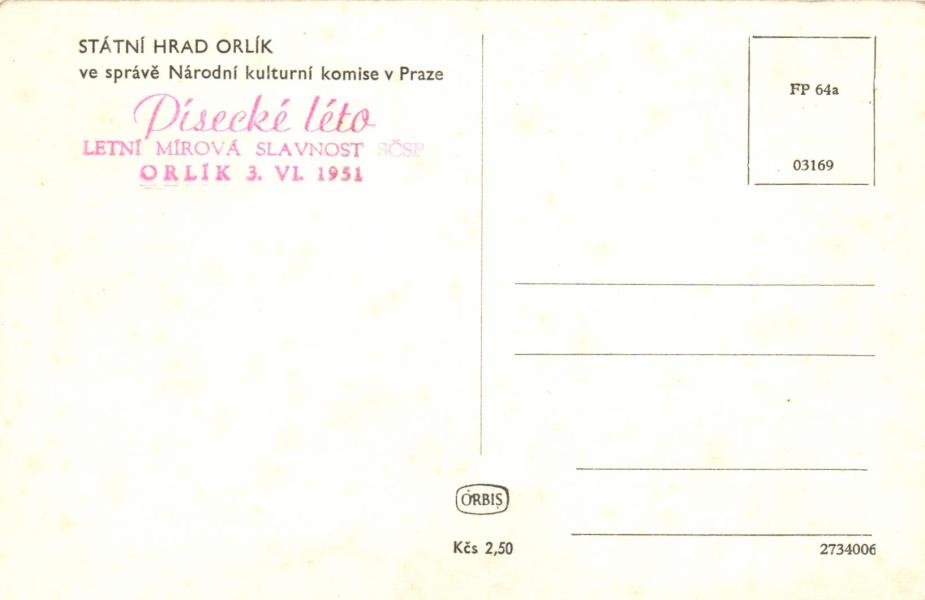 STÁTNÍ HRAD ORLÍK
ve správě Národní kulturní komise v Praze
Písecké léto
LETNÍ MÍROVÁ SLAVNOST SČSP
ORLÍK 3. VI. 1951
FP 64a
03169
ORBIS
Kčs 2,50
2734006